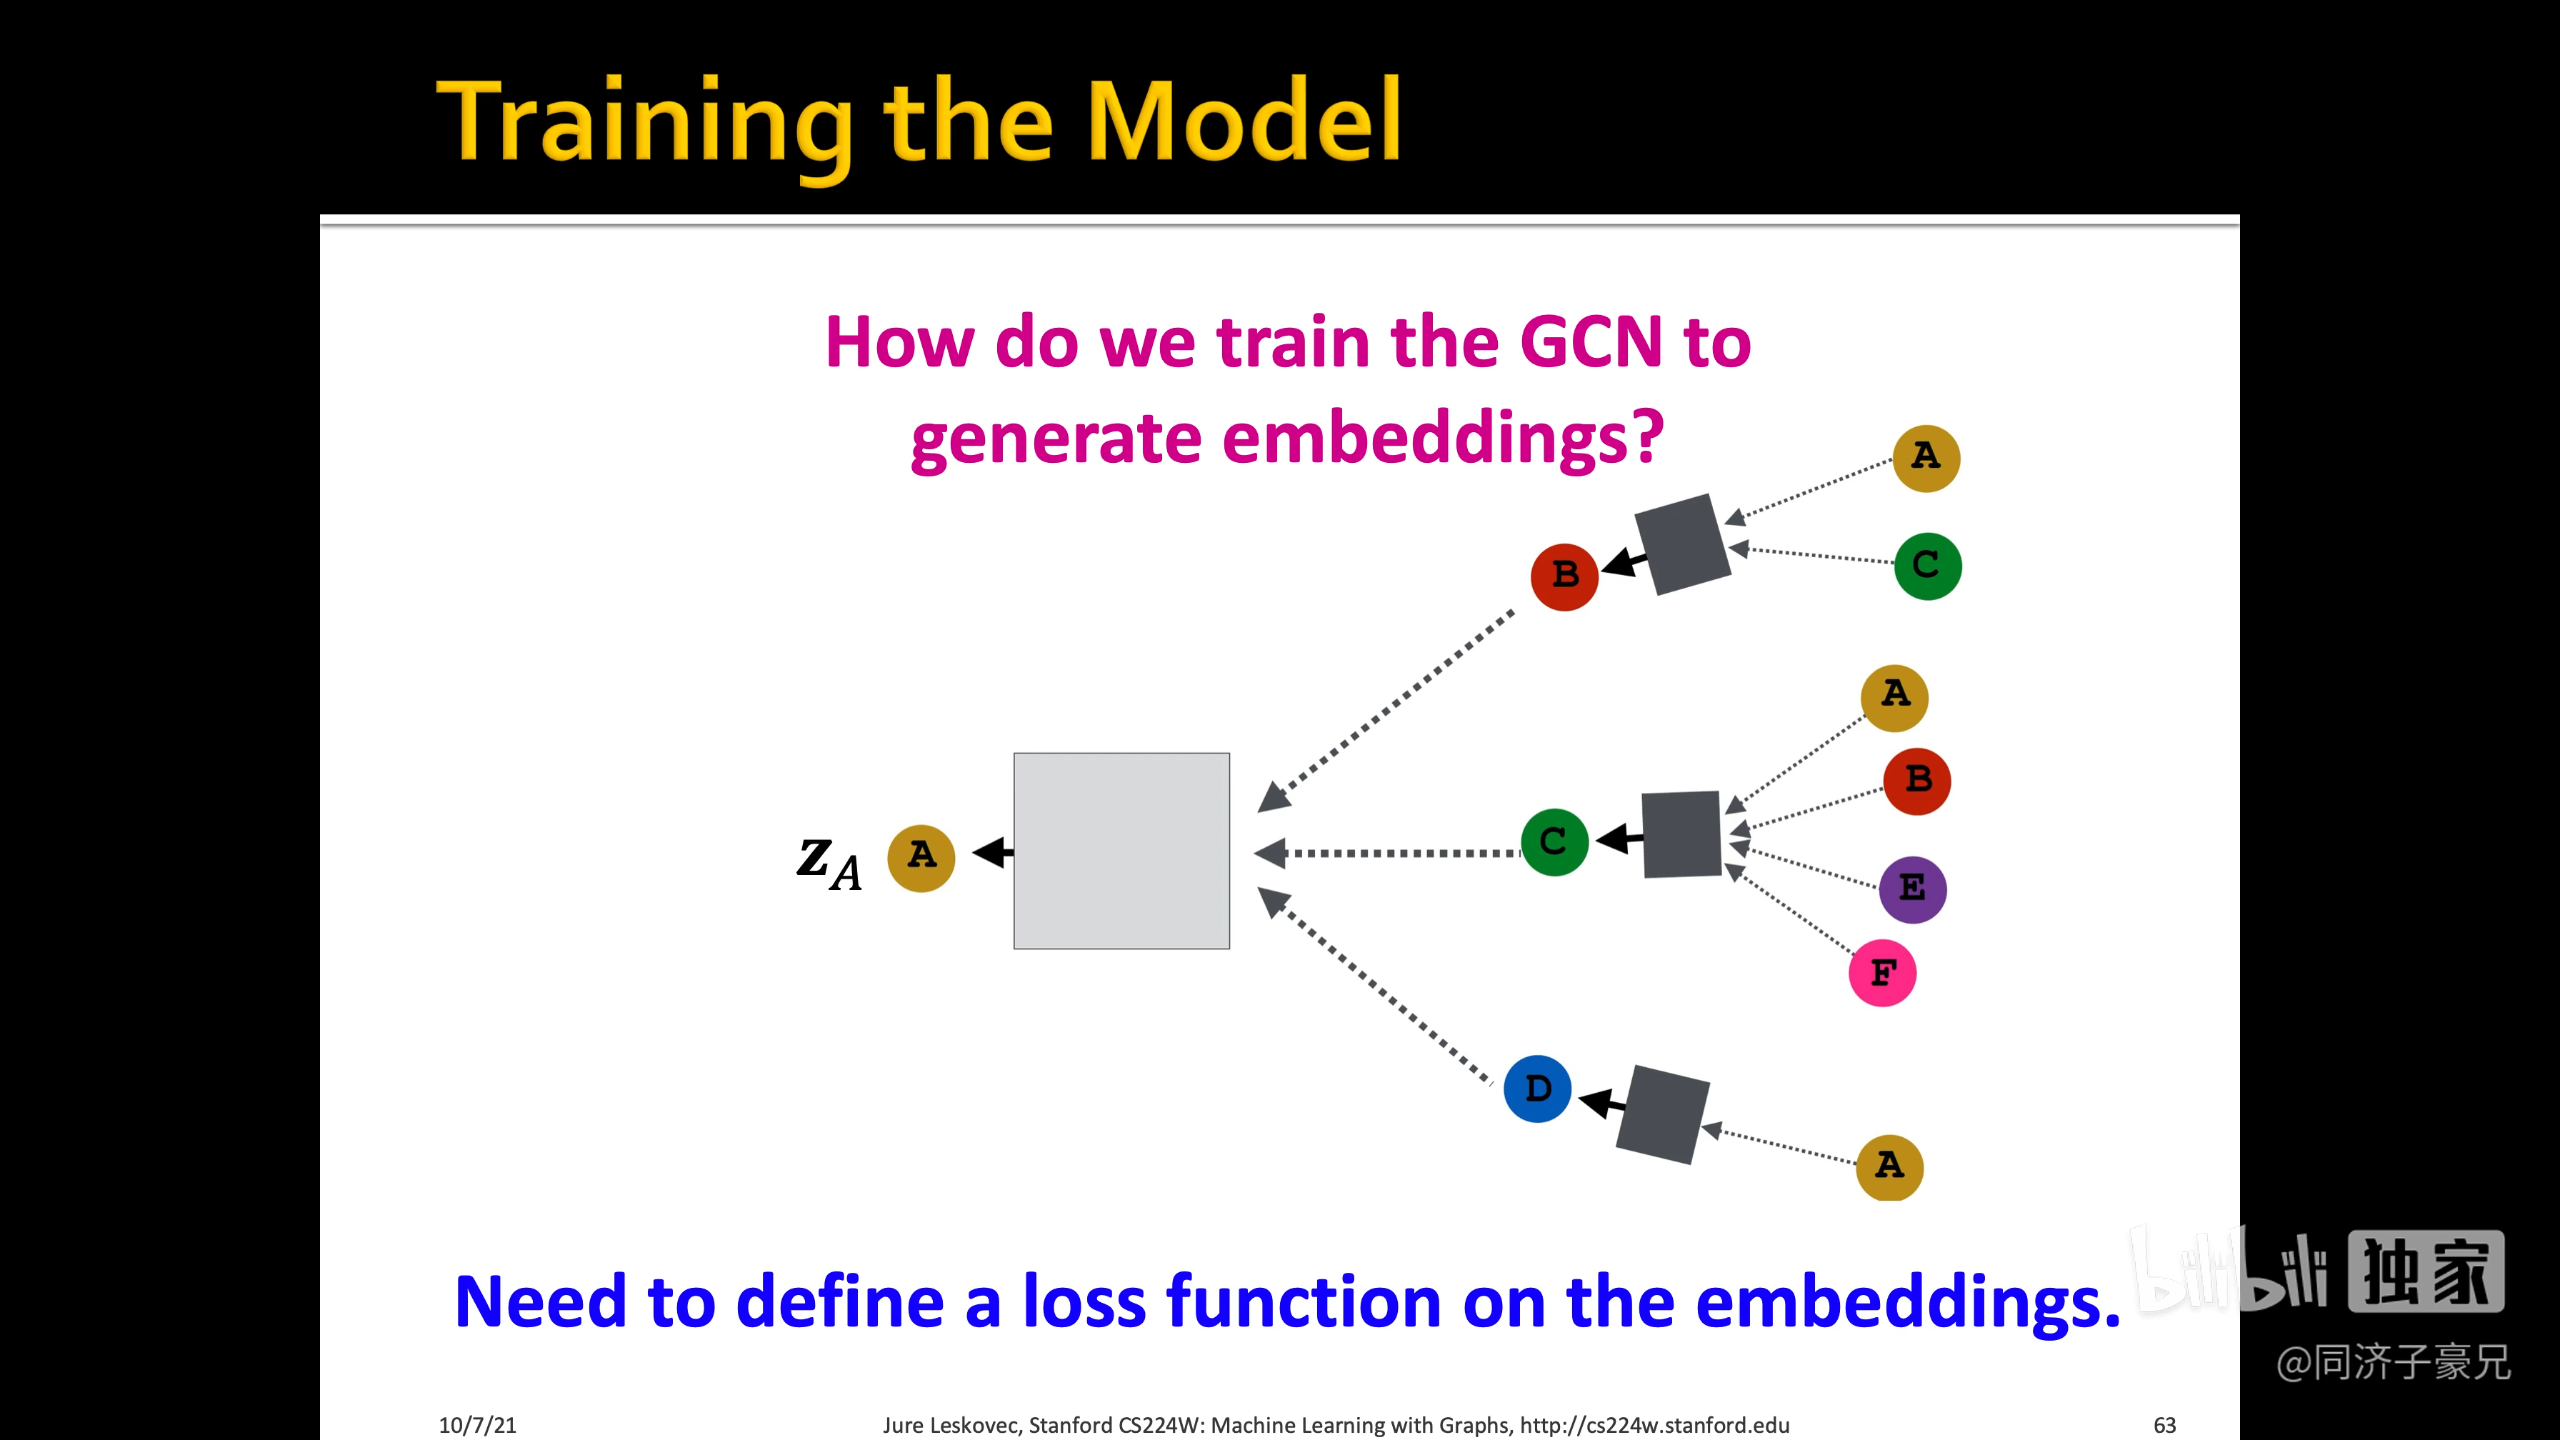 Training the Model
How do we train the GCN to
generate embeddings?
A
C
B
A
B
z_A A
C
E
F
D
A
Need to define a loss function on the embeddings.
bilibili 独家
@同济子豪兄
10/7/21
Jure Leskovec, Stanford CS224W: Machine Learning with Graphs, http://cs224w.stanford.edu
63